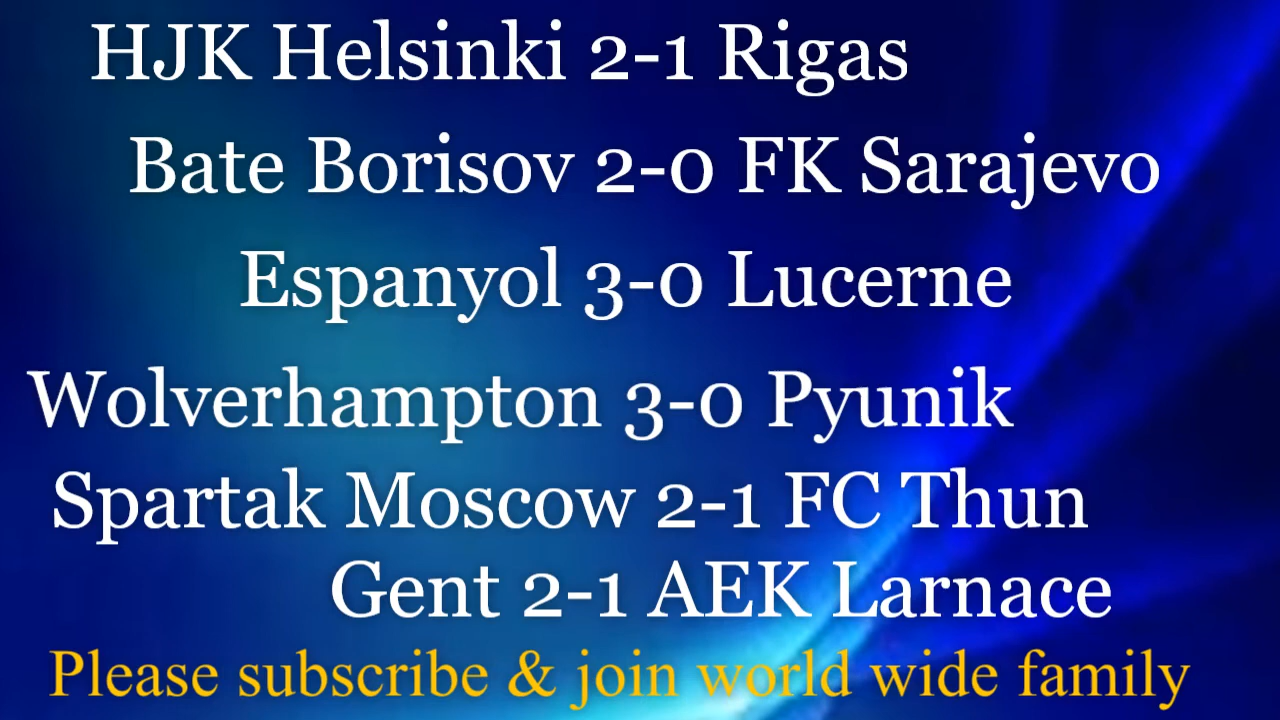 HJK Helsinki 2-1 Rigas
Bate Borisov 2-0 FK Sarajevo
Espanyol 3-0 Lucerne
Wolverhampton 3-0 Pyunik
Spartak Moscow 2-1 FC Thun
Gent 2-1 AEK Larnace
Please subscribe & join world wide family